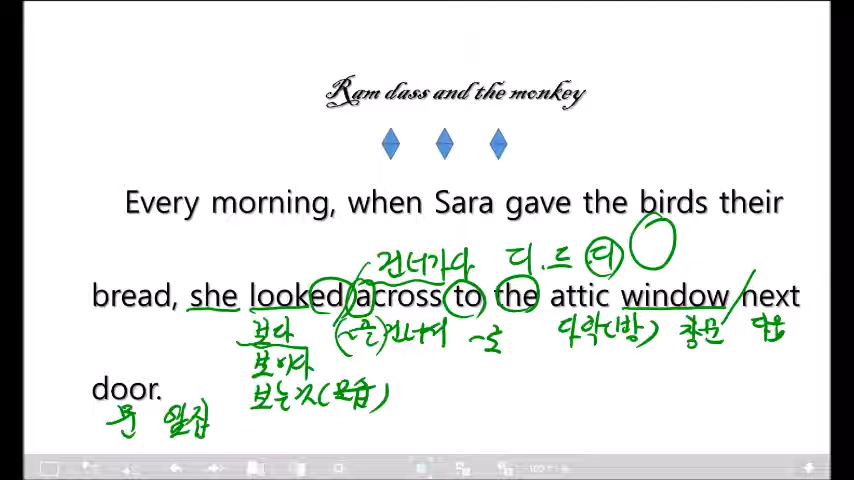 Ram dass and the monkey
Every morning, when Sara gave the birds their
건너가다 디.드 디
bread, she looked across to the attic window next
보다 (~을)건너서 ~로 다락(방) 창문 다음
보이다
door. 보는것(모습)
문 옆집